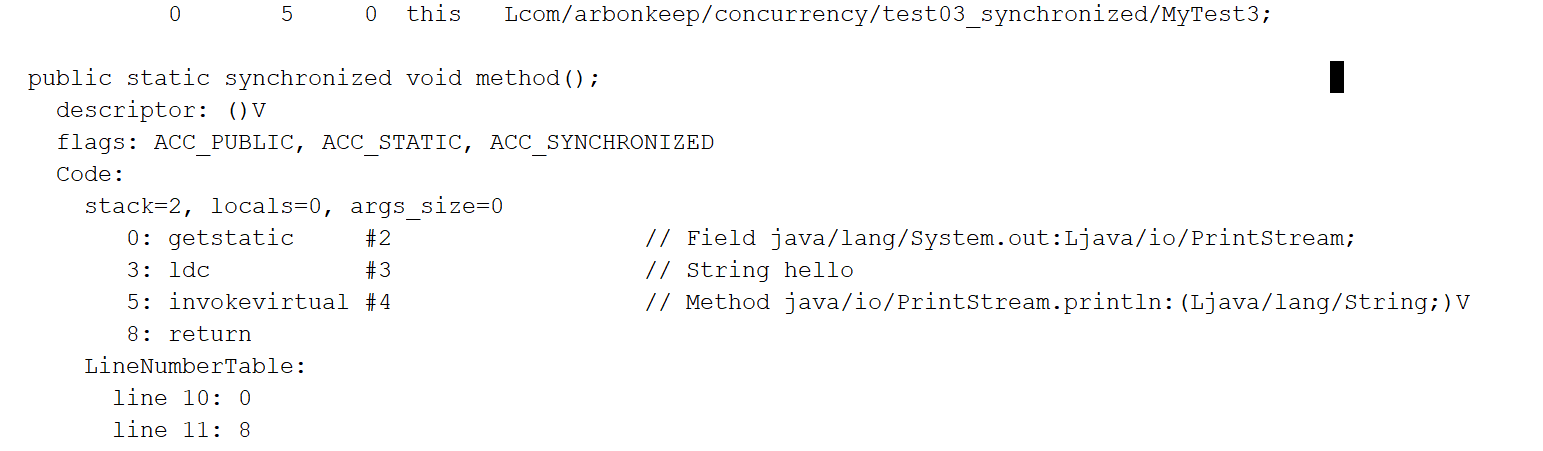 0       5     0  this   Lcom/arbonkeep/concurrency/test03_synchronized/MyTest3;
public static synchronized void method();
descriptor: ()V
flags: ACC_PUBLIC, ACC_STATIC, ACC_SYNCHRONIZED
Code:
stack=2, locals=0, args_size=0
0: getstatic     #2                  // Field java/lang/System.out:Ljava/io/PrintStream;
3: ldc           #3                  // String hello
5: invokevirtual #4                  // Method java/io/PrintStream.println:(Ljava/lang/String;)V
8: return
LineNumberTable:
line 10: 0
line 11: 8